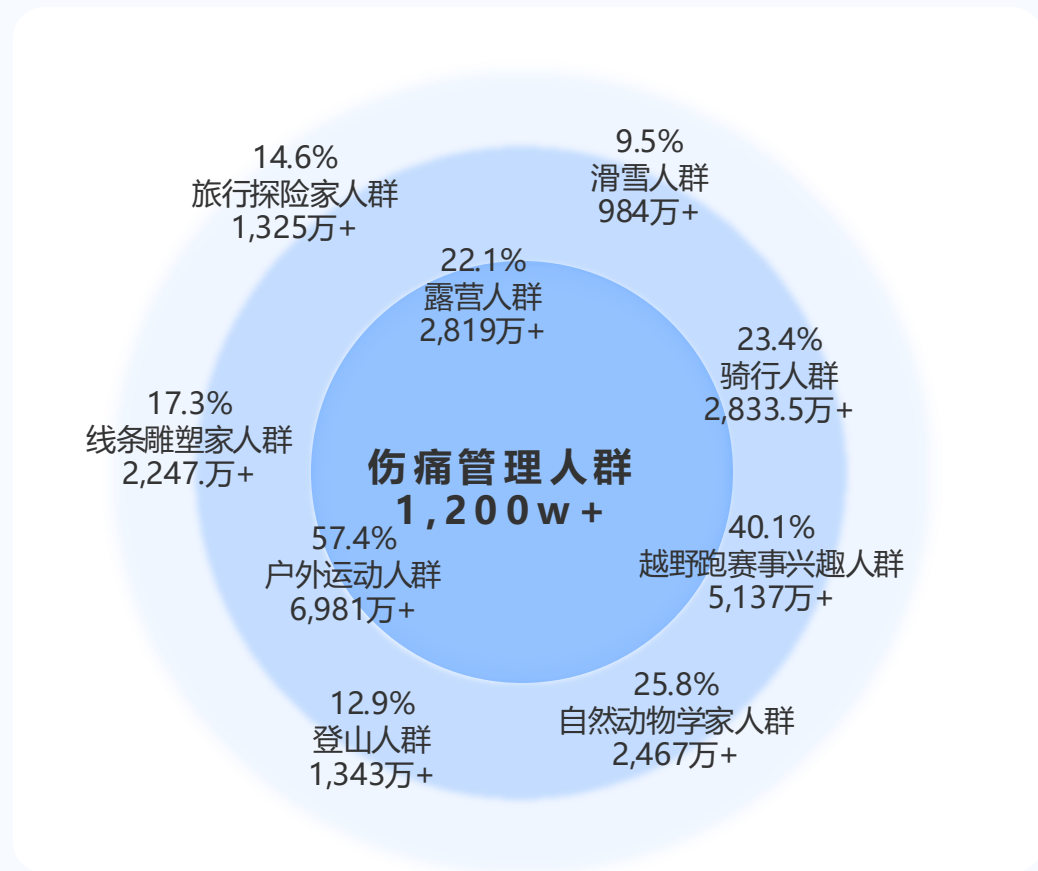 9.5%
滑雪人群
984万+
14.6%
旅行探险家人群
1,325万+
22.1%
露营人群
2,819万+
23.4%
骑行人群
2,833.5万+
17.3%
线条雕塑家人群
2,247.万+
伤痛管理人群
1,200w+
57.4%
户外运动人群
6,981万+
40.1%
越野跑赛事兴趣人群
5,137万+
25.8%
自然动物学家人群
2,467万+
12.9%
登山人群
1,343万+